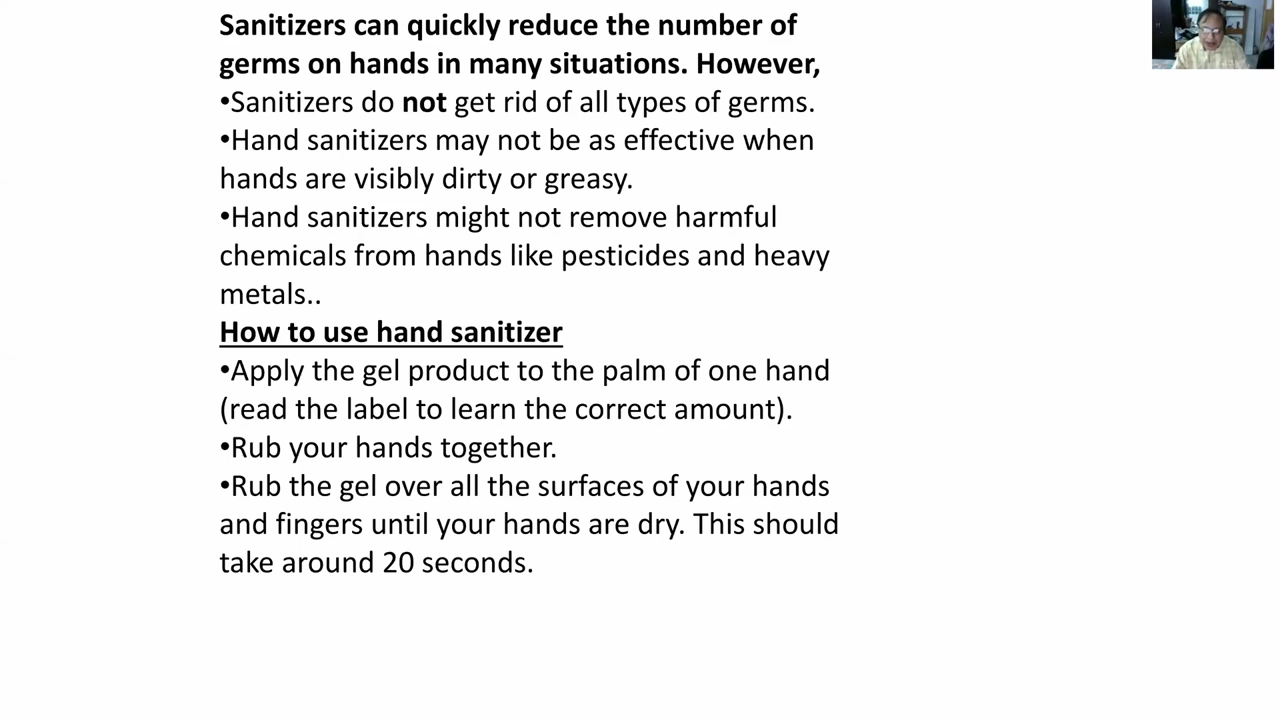 Sanitizers can quickly reduce the number of
germs on hands in many situations. However,
•Sanitizers do not get rid of all types of germs.
•Hand sanitizers may not be as effective when
hands are visibly dirty or greasy.
•Hand sanitizers might not remove harmful
chemicals from hands like pesticides and heavy
metals..
How to use hand sanitizer
•Apply the gel product to the palm of one hand
(read the label to learn the correct amount).
•Rub your hands together.
•Rub the gel over all the surfaces of your hands
and fingers until your hands are dry. This should
take around 20 seconds.